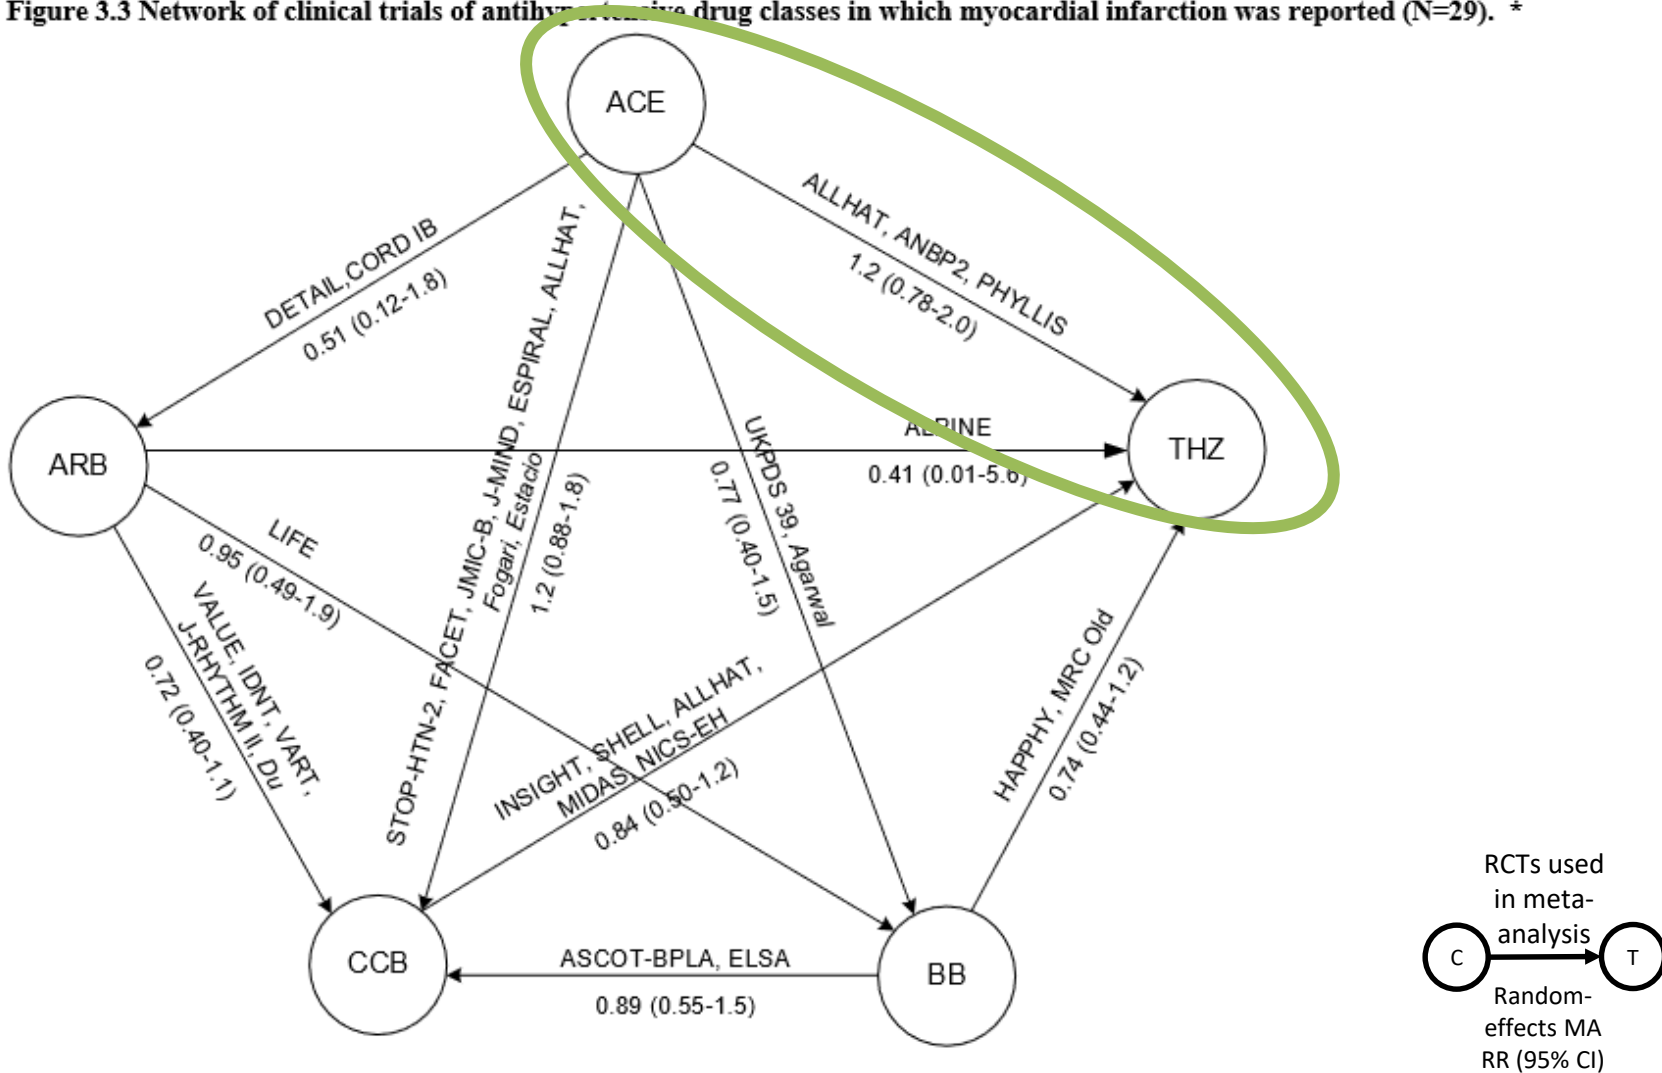 Figure 3.3 Network of clinical trials of antihypertensive drug classes in which myocardial infarction was reported (N=29). *
ACE
ALLHAT, ANBP2, PHYLLIS
1.2 (0.78-2.0)
DETAIL,CORD IB
0.51 (0.12-1.8)
STOP-HTN-2, FACET, JMIC-B, J-MIND, ESPIRAL, ALLHAT,
Fogari, Estacio
1.2 (0.88-1.8)
UKPDS 39, Agarwal
0.77 (0.40-1.5)
ARB
ALPINE
0.41 (0.01-5.6)
THZ
LIFE
0.95 (0.49-1.9)
VALUE, IDNT, VART,
J-RHYTHM II, Du
0.72 (0.40-1.1)
INSIGHT, SHELL, ALLHAT,
MIDAS, NICS-EH
0.84 (0.50-1.2)
HAPPHY, MRC Old
0.74 (0.44-1.2)
CCB
ASCOT-BPLA, ELSA
0.89 (0.55-1.5)
BB
RCTs used
in meta-
analysis
C
T
Random-
effects MA
RR (95% CI)